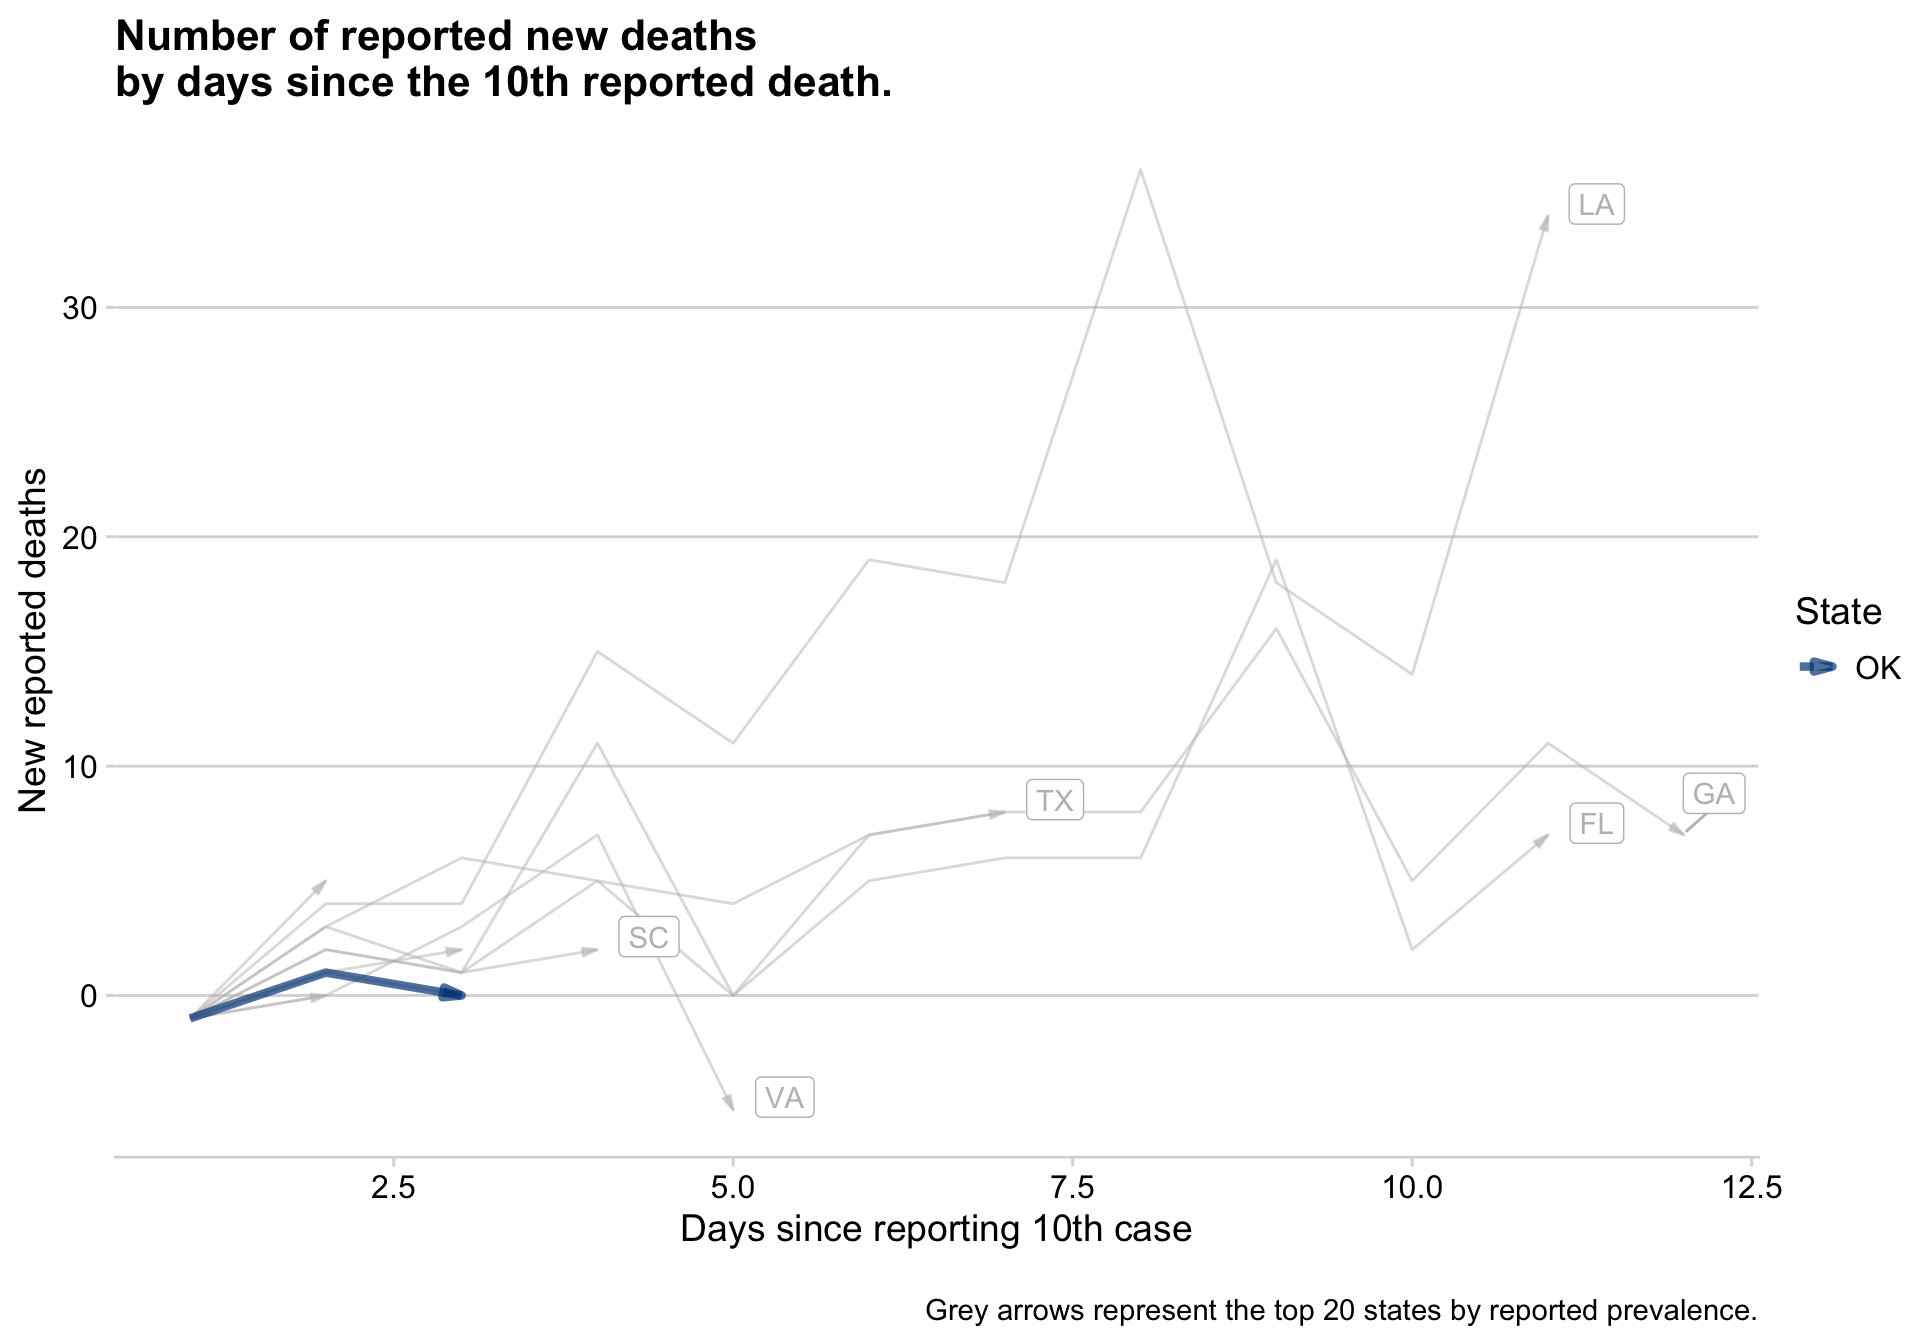 Number of reported new deaths
by days since the 10th reported death.
LA
30
New reported deaths
20
State
OK
10
TX
GA
FL
SC
0
VA
2.5
5.0
7.5
10.0
12.5
Days since reporting 10th case
Grey arrows represent the top 20 states by reported prevalence.